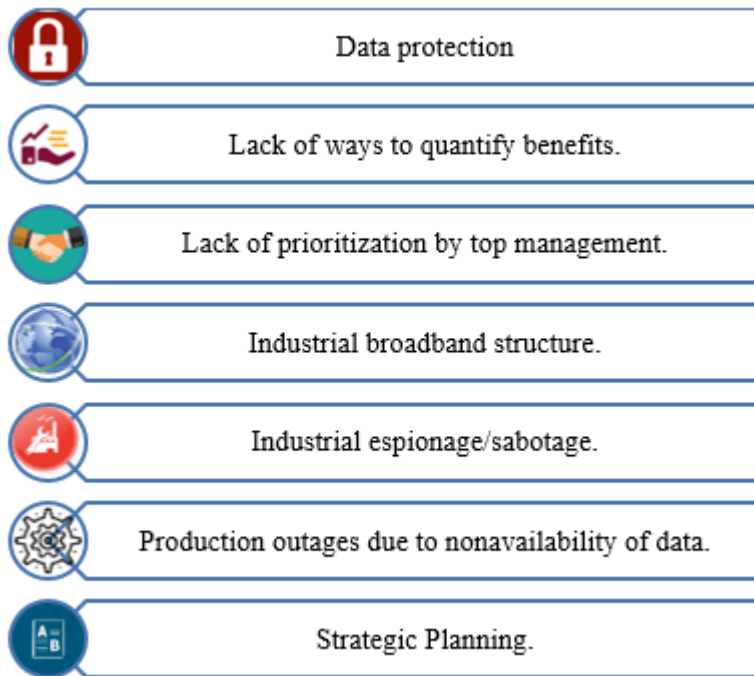 Data protection
Lack of ways to quantify benefits.
Lack of prioritization by top management.
Industrial broadband structure.
Industrial espionage/sabotage.
Production outages due to nonavailability of data.
A
B
Strategic Planning.